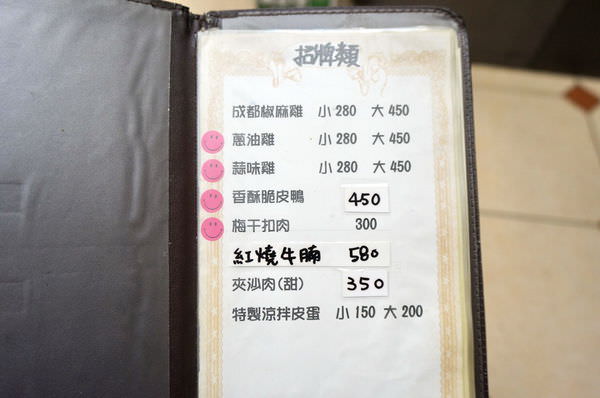 招牌類
成都椒麻雞 小 280 大 450
蔥油雞 小 280 大 450
蒜味雞 小 280 大 450
香酥脆皮鴨 450
梅干扣肉 300
紅燒牛腩 580
夾沙肉(甜) 350
特製涼拌皮蛋 小 150 大 200